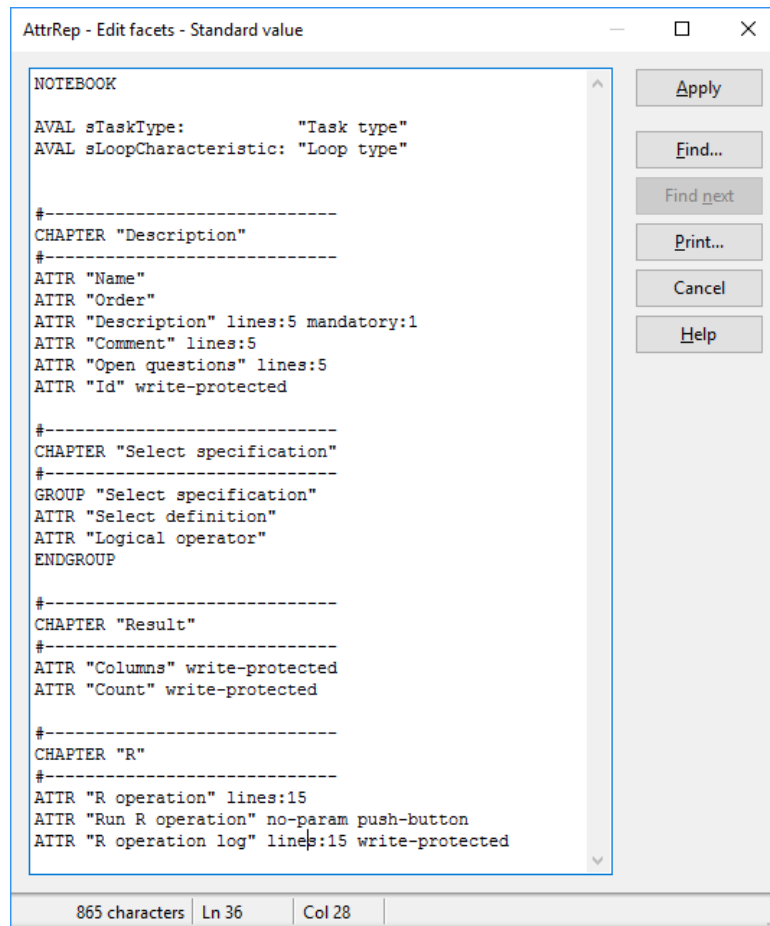 AttrRep - Edit facets - Standard value
NOTEBOOK
AVAL sTaskType: "Task type"
AVAL sLoopCharacteristic: "Loop type"
#-----------------------------
CHAPTER "Description"
#-----------------------------
ATTR "Name"
ATTR "Order"
ATTR "Description" lines:5 mandatory:1
ATTR "Comment" lines:5
ATTR "Open questions" lines:5
ATTR "Id" write-protected
#-----------------------------
CHAPTER "Select specification"
#-----------------------------
GROUP "Select specification"
ATTR "Select definition"
ATTR "Logical operator"
ENDGROUP
#-----------------------------
CHAPTER "Result"
#-----------------------------
ATTR "Columns" write-protected
ATTR "Count" write-protected
#-----------------------------
CHAPTER "R"
#-----------------------------
ATTR "R operation" lines:15
ATTR "Run R operation" no-param push-button
ATTR "R operation log" lines:15 write-protected
Apply
Find...
Find next
Print...
Cancel
Help
865 characters Ln 36 Col 28